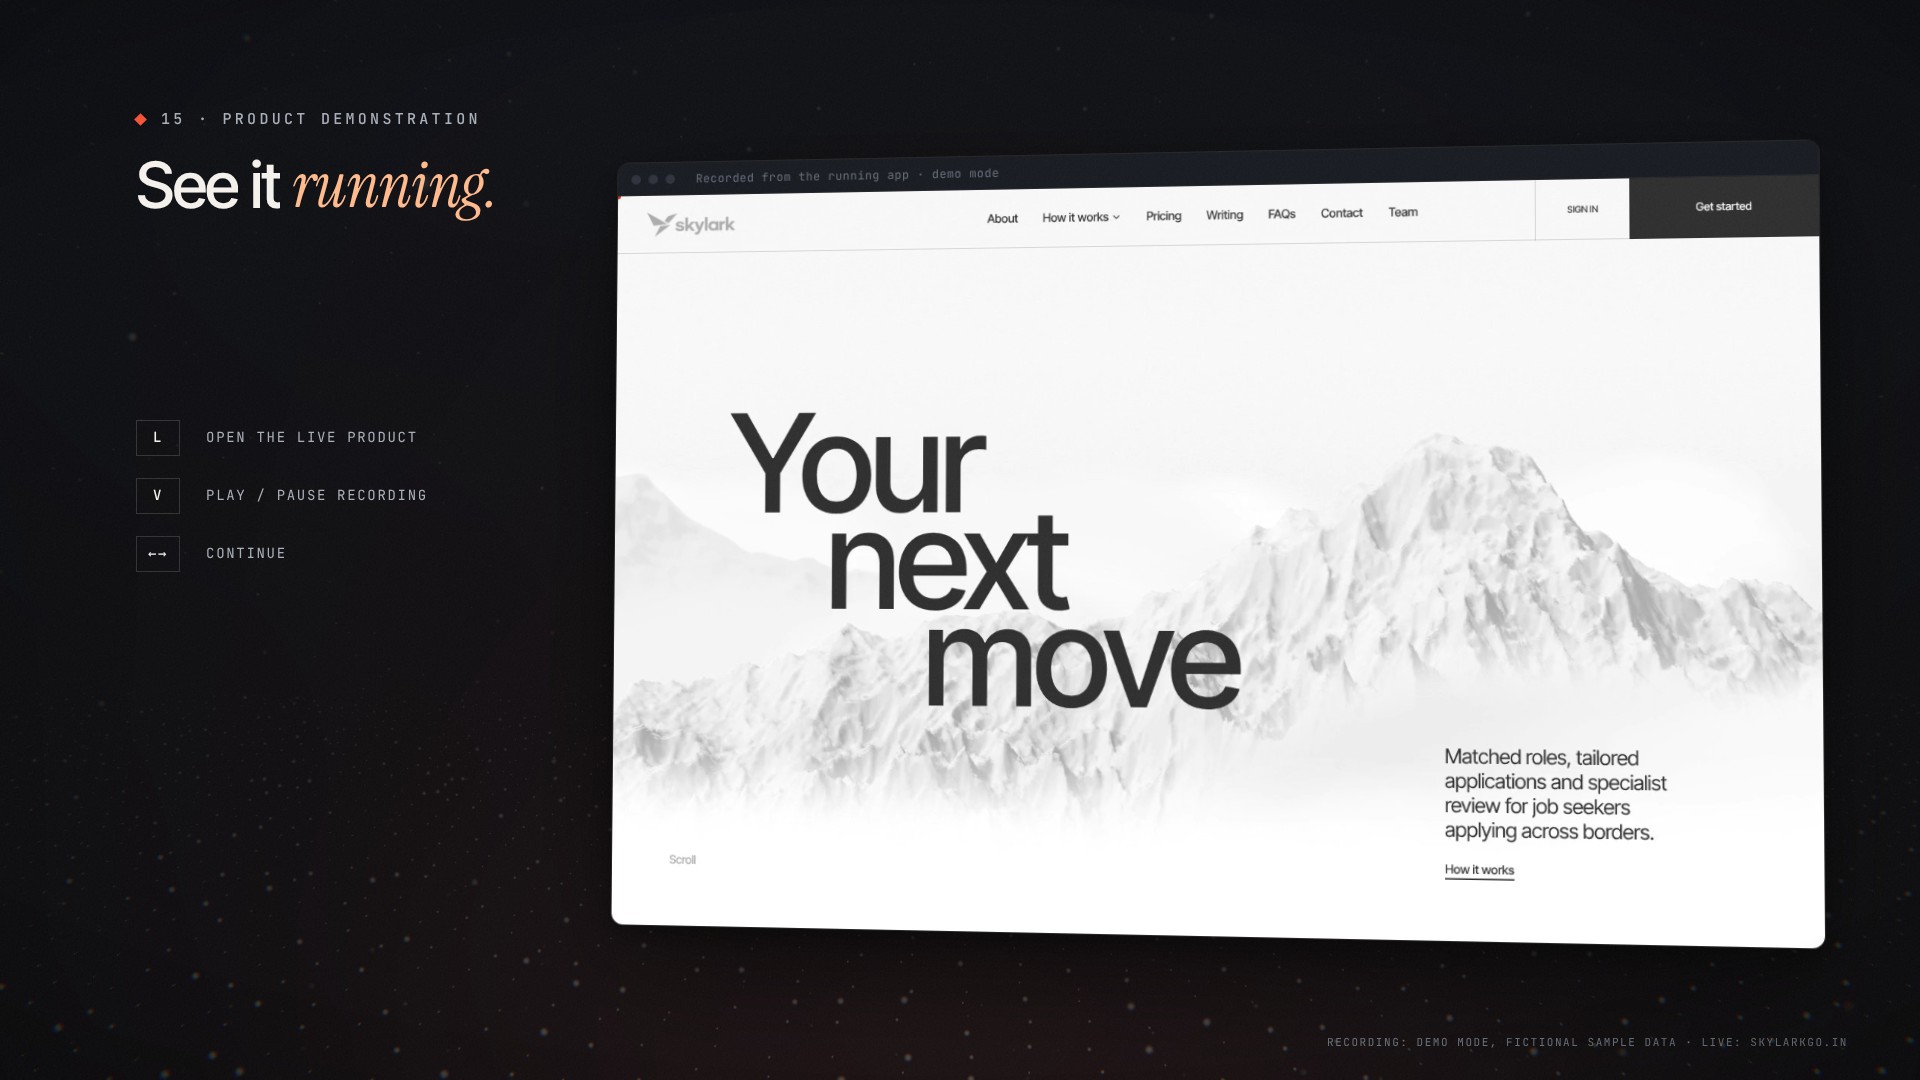 15 · PRODUCT DEMONSTRATION
See it running.
L OPEN THE LIVE PRODUCT
V PLAY / PAUSE RECORDING
←→ CONTINUE
Recorded from the running app · demo mode
skylark
About How it works Pricing Writing FAQs Contact Team
SIGN IN
Get started
Your
next
move
Matched roles, tailored
applications and specialist
review for job seekers
applying across borders.
How it works
Scroll
RECORDING: DEMO MODE, FICTIONAL SAMPLE DATA · LIVE: SKYLARKGO.IN